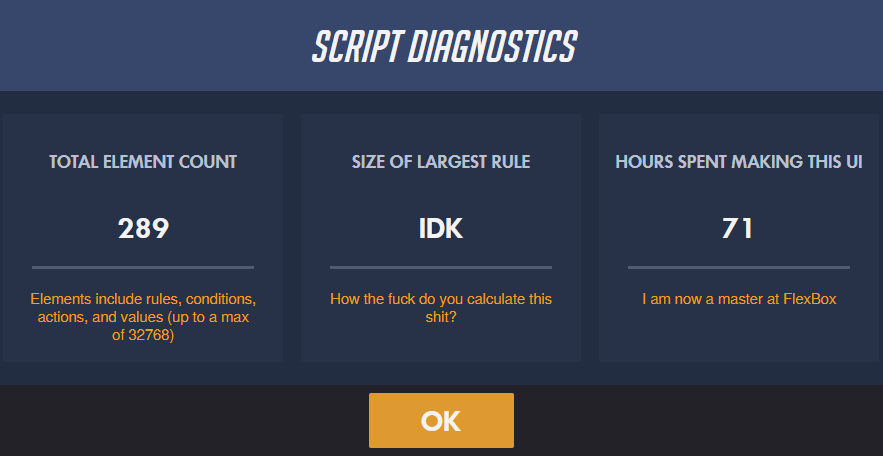 SCRIPT DIAGNOSTICS
TOTAL ELEMENT COUNT
289
Elements include rules, conditions,
actions, and values (up to a max
of 32768)
SIZE OF LARGEST RULE
IDK
How the fuck do you calculate this
shit?
HOURS SPENT MAKING THIS UI
71
I am now a master at FlexBox
OK